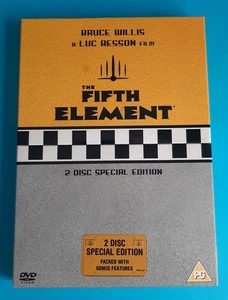 BRUCE WILLIS
A LUC BESSON FILM
THE
FIFTH
ELEMENT
2 DISC SPECIAL EDITION
2 DISC
SPECIAL EDITION
PACKED WITH
BONUS FEATURES
DVD
VIDEO
PG